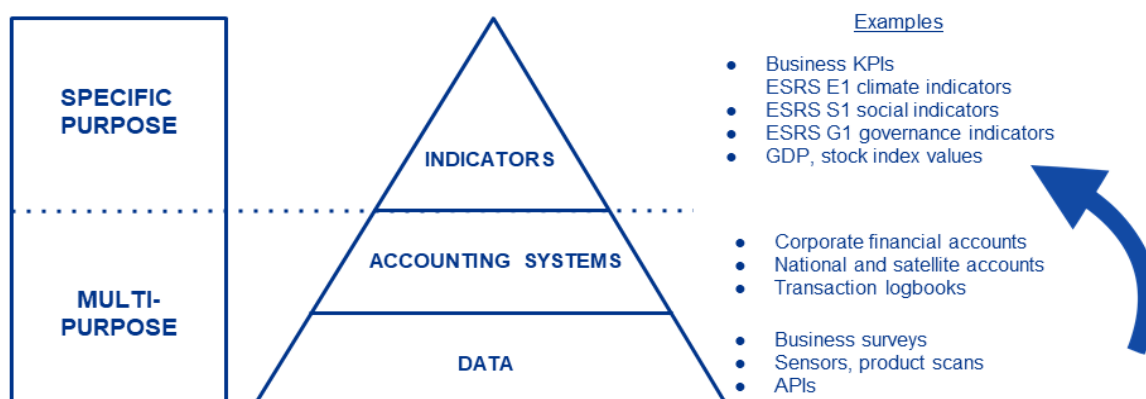 SPECIFIC
PURPOSE
MULTI-
PURPOSE
INDICATORS
ACCOUNTING SYSTEMS
DATA
Examples
● Business KPIs
ESRS E1 climate indicators
● ESRS S1 social indicators
● ESRS G1 governance indicators
● GDP, stock index values
● Corporate financial accounts
● National and satellite accounts
● Transaction logbooks
● Business surveys
● Sensors, product scans
● APIs